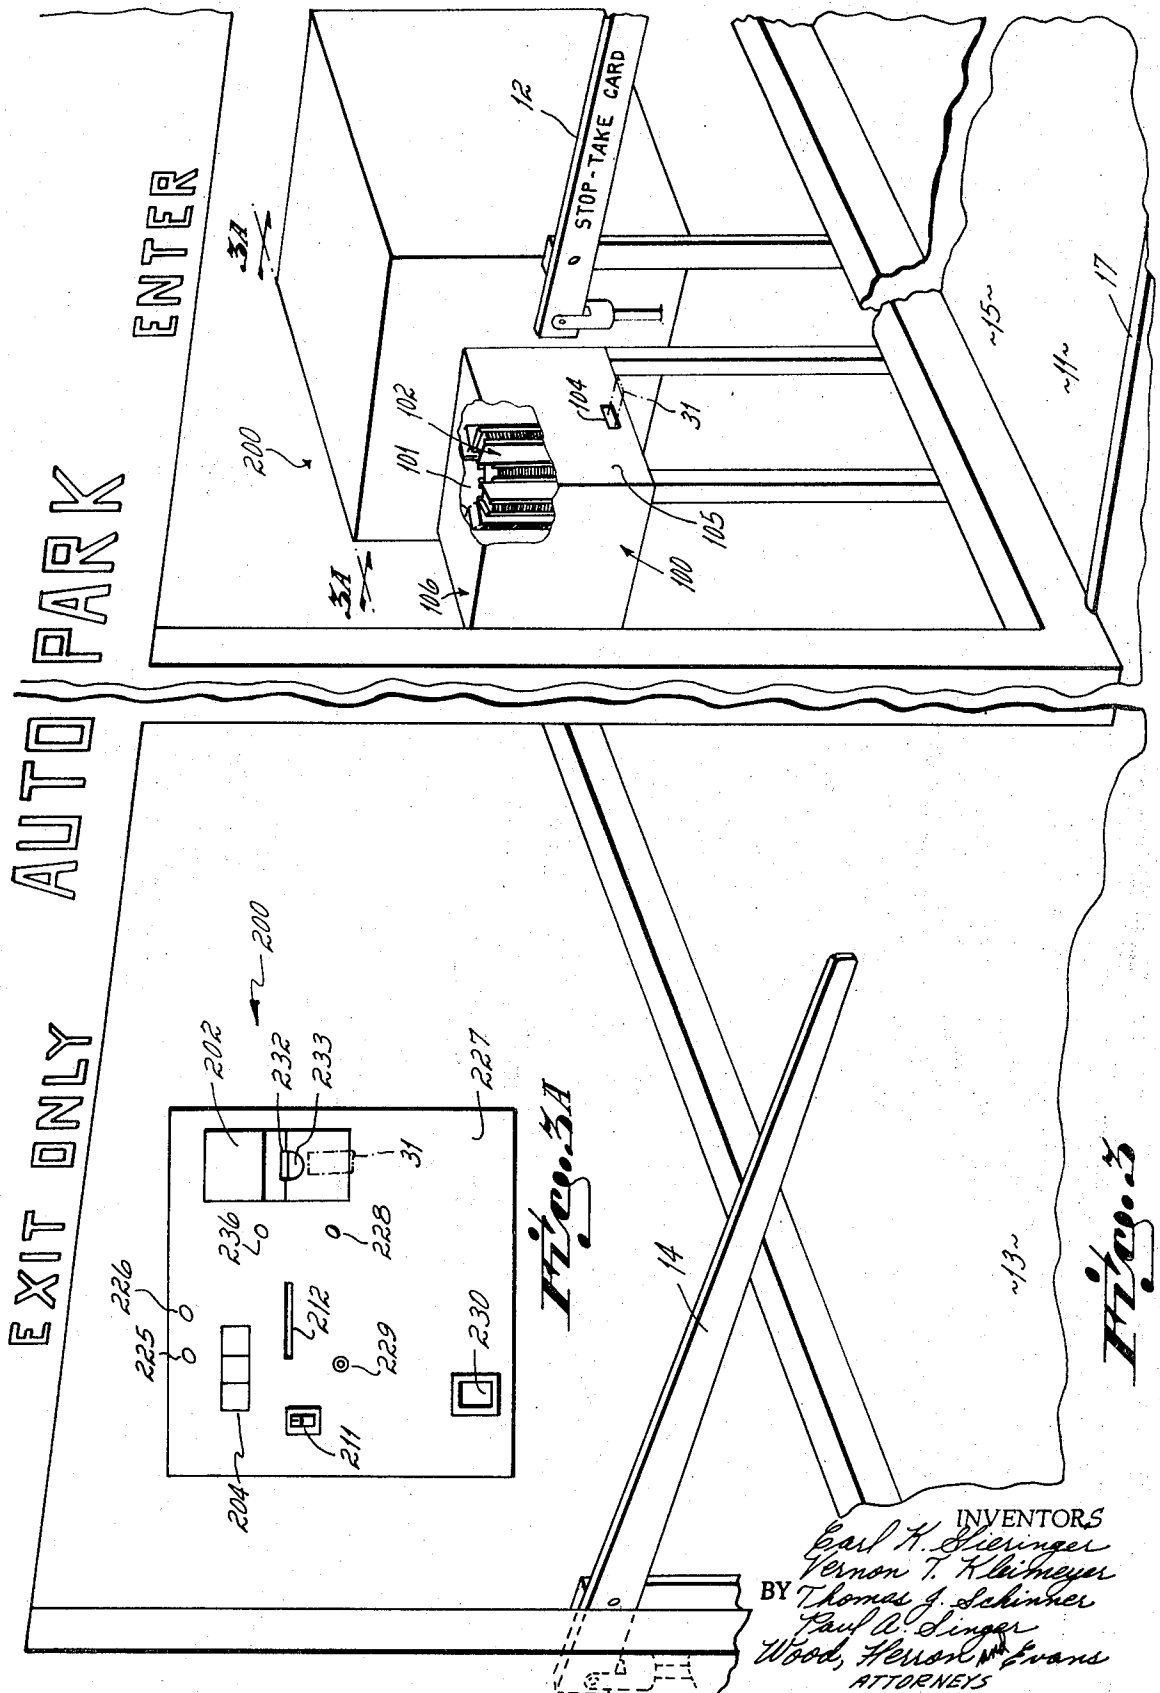 EXIT ONLY
AUTO PARK
ENTER
225
226
204
236
202
200
232
233
211
212
229
228
31
230
227
Fig. 3A
14
~13~
3A
3A
200
106
101
102
12
STOP-TAKE CARD
104
31
105
100
~15~
~11~
17
Fig. 3
INVENTORS
Earl K. Sieringer
Vernon T. Kleimeyer
BY Thomas J. Schinner
Paul A. Singer
Wood, Herron and Evans
ATTORNEYS